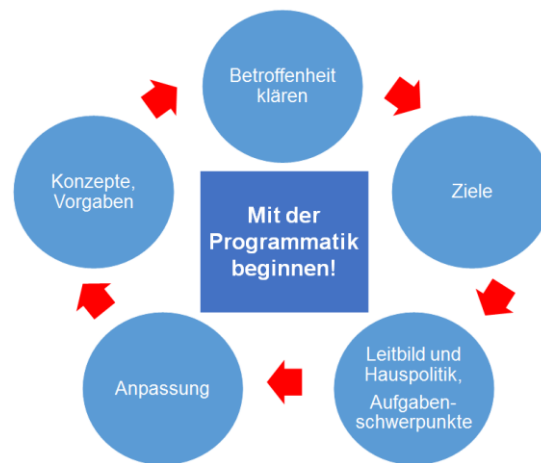 Betroffenheit
klären
Ziele
Leitbild und
Hauspolitik,
Aufgaben-
schwerpunkte
Anpassung
Konzepte,
Vorgaben
Mit der
Programmatik
beginnen!